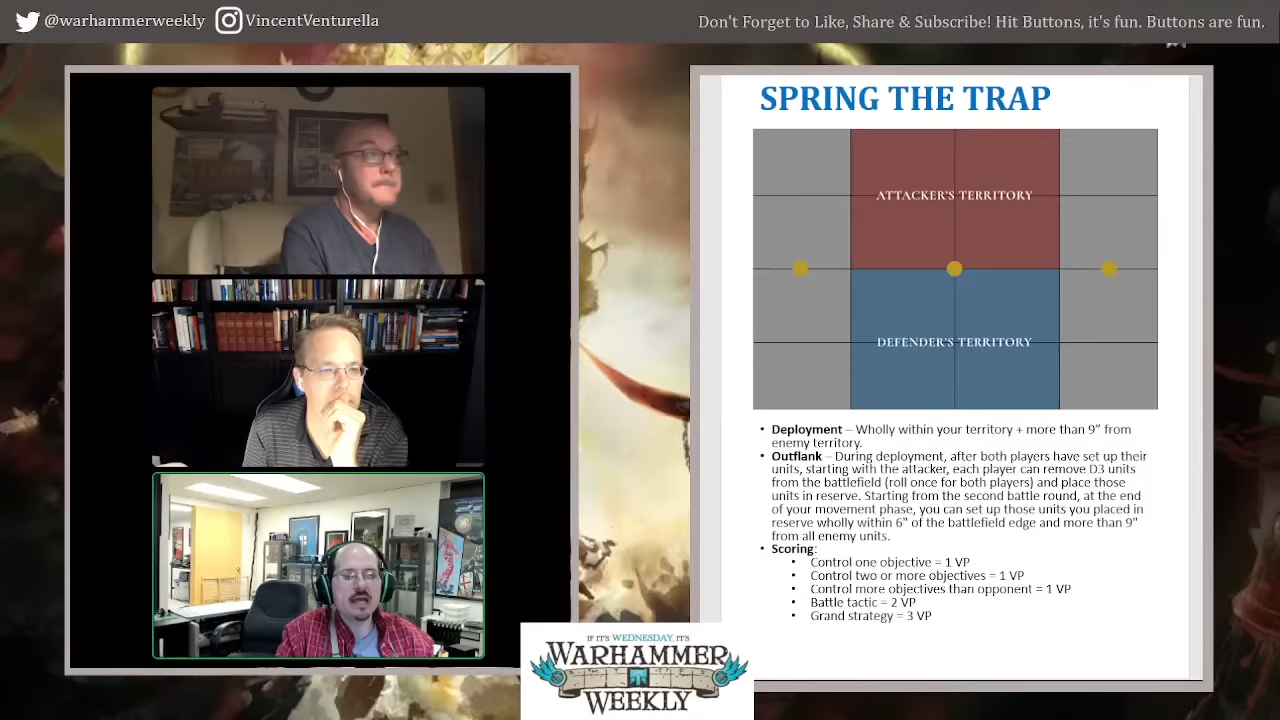 @warhammerweekly VincentVenturella
Don't Forget to Like, Share & Subscribe! Hit Buttons, it's fun. Buttons are fun.
SPRING THE TRAP
ATTACKER'S TERRITORY
DEFENDER'S TERRITORY
• Deployment – Wholly within your territory + more than 9” from
enemy territory.
• Outflank – During deployment, after both players have set up their
units, starting with the attacker, each player can remove D3 units
from the battlefield (roll once for both players) and place those
units in reserve. Starting from the second battle round, at the end
of your movement phase, you can set up those units you placed in
reserve wholly within 6" of the battlefield edge and more than 9"
from all enemy units.
• Scoring:
• Control one objective = 1 VP
• Control two or more objectives = 1 VP
• Control more objectives than opponent = 1 VP
• Battle tactic = 2 VP
• Grand strategy = 3 VP
IF IT'S WEDNESDAY, IT'S
WARHAMMER
WEEKLY